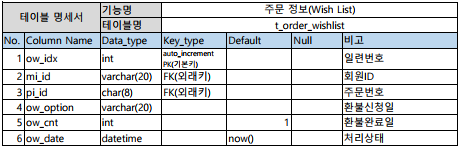 테이블 명세서 기능명 주문 정보(Wish List)
테이블명 t_order_wishlist
No. Column Name Data_type Key_type Default Null 비고
1 ow_idx int auto_increment PK(기본키) 일련번호
2 mi_id varchar(20) FK(외래키) 회원ID
3 pi_id char(8) FK(외래키) 주문번호
4 ow_option varchar(20) 환불신청일
5 ow_cnt int 1 환불완료일
6 ow_date datetime now() 처리상태